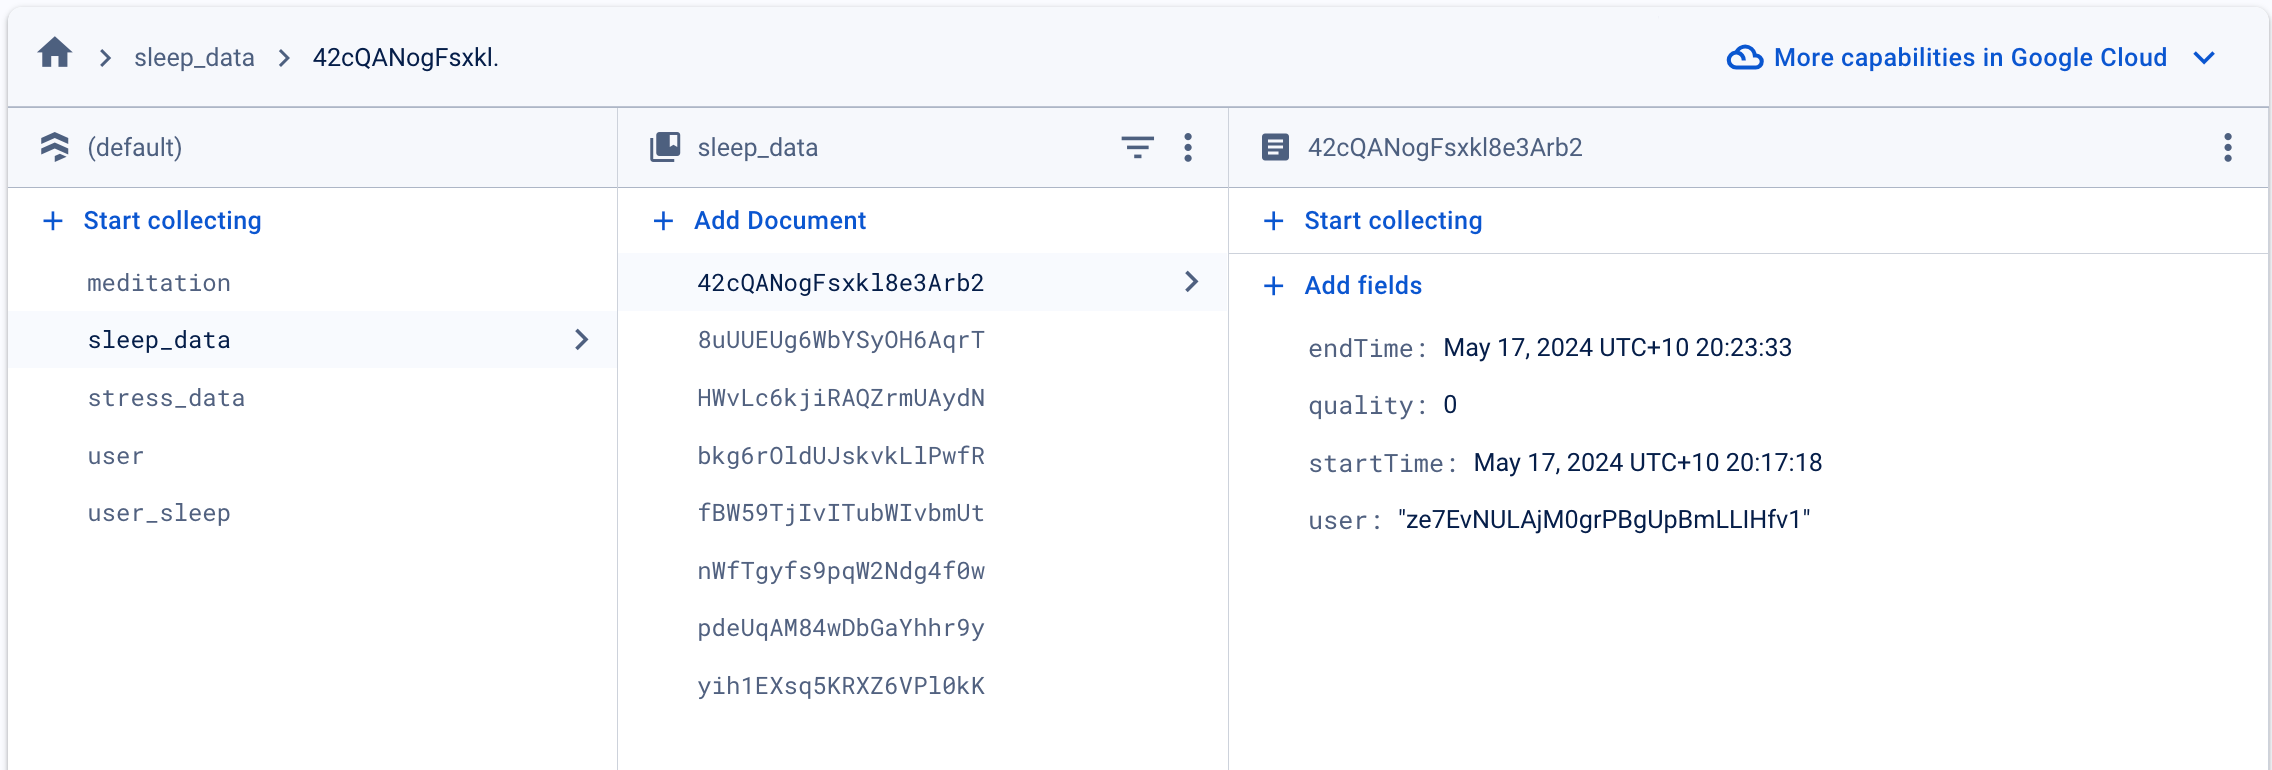 sleep_data 42cQANogFsxkl.
More capabilities in Google Cloud
(default)
Start collecting
meditation
sleep_data
stress_data
user
user_sleep
sleep_data
Add Document
42cQANogFsxkl8e3Arb2
8uUUEUg6WbYSyOH6AqrT
HWvLc6kjiRAQZrmUAydN
bkg6rOldUJskvkLlPwfR
fBW59TjIvITubWIvbmUt
nWfTgyfs9pqW2Ndg4f0w
pdeUqAM84wDbGaYhhr9y
yih1EXsq5KRXZ6VPl0kK
42cQANogFsxkl8e3Arb2
Start collecting
Add fields
endTime: May 17, 2024 UTC+10 20:23:33
quality: 0
startTime: May 17, 2024 UTC+10 20:17:18
user: "ze7EvNULAjM0grPBgUpBmLLIHfv1"